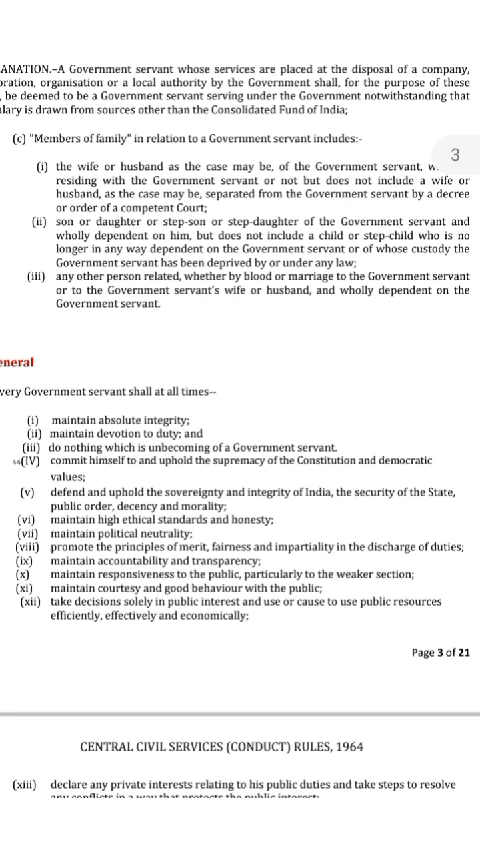 ANATION.–A Government servant whose services are placed at the disposal of a company,
oration, organisation or a local authority by the Government shall, for the purpose of these
, be deemed to be a Government servant serving under the Government notwithstanding that
lary is drawn from sources other than the Consolidated Fund of India;
(c) "Members of family" in relation to a Government servant includes:-
3
(i) the wife or husband as the case may be, of the Government servant, w
residing with the Government servant or not but does not include a wife or
husband, as the case may be, separated from the Government servant by a decree
or order of a competent Court;
(ii) son or daughter or step-son or step-daughter of the Government servant and
wholly dependent on him, but does not include a child or step-child who is no
longer in any way dependent on the Government servant or of whose custody the
Government servant has been deprived by or under any law;
(iii) any other person related, whether by blood or marriage to the Government servant
or to the Government servant's wife or husband, and wholly dependent on the
Government servant.
eneral
very Government servant shall at all times--
(i) maintain absolute integrity;
(ii) maintain devotion to duty; and
(iii) do nothing which is unbecoming of a Government servant.
(IV) commit himself to and uphold the supremacy of the Constitution and democratic
values;
(v) defend and uphold the sovereignty and integrity of India, the security of the State,
public order, decency and morality;
(vi) maintain high ethical standards and honesty;
(vii) maintain political neutrality;
(viii) promote the principles of merit, fairness and impartiality in the discharge of duties;
(ix) maintain accountability and transparency;
(x) maintain responsiveness to the public, particularly to the weaker section;
(xi) maintain courtesy and good behaviour with the public;
(xii) take decisions solely in public interest and use or cause to use public resources
efficiently, effectively and economically;
Page 3 of 21
CENTRAL CIVIL SERVICES (CONDUCT) RULES, 1964
(xiii) declare any private interests relating to his public duties and take steps to resolve
any conflicts in a way that protects the public interest;